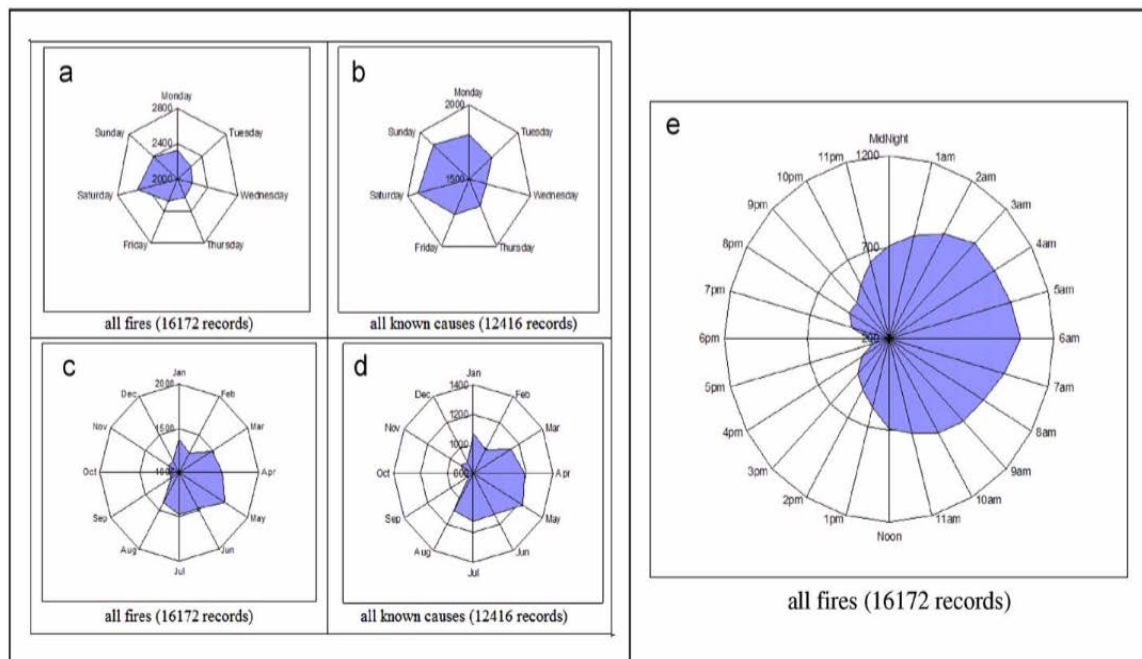 a
Monday
2800
Sunday
Tuesday
2400
Saturday
2000
Wednesday
Friday
Thursday
all fires (16172 records)
b
Monday
2000
Sunday
Tuesday
Saturday
1500
Wednesday
Friday
Thursday
all known causes (12416 records)
c
Jan
2000
Dec
Feb
Nov
1500
Mar
Oct
Apr
Sep
May
Aug
Jun
Jul
all fires (16172 records)
d
Jan
1400
Dec
Feb
1200
Nov
Mar
1000
Oct
Apr
Sep
May
Aug
Jun
Jul
all known causes (12416 records)
e
MidNight
1200
11pm
1am
10pm
2am
9pm
3am
8pm
700
4am
7pm
5am
6pm
200
6am
5pm
7am
4pm
8am
3pm
9am
2pm
10am
1pm
11am
Noon
all fires (16172 records)